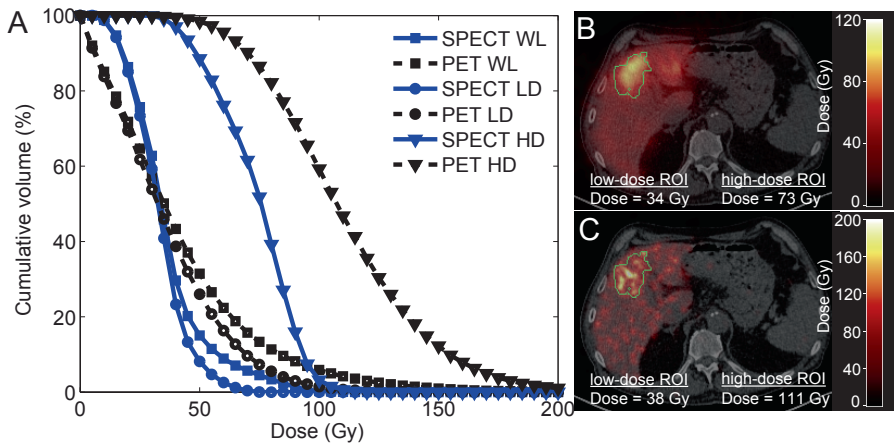 A
Cumulative volume (%)
100
80
60
40
20
0
0 50 100 150 200
Dose (Gy)
SPECT WL
PET WL
SPECT LD
PET LD
SPECT HD
PET HD
B
low-dose ROI
Dose = 34 Gy
high-dose ROI
Dose = 73 Gy
Dose (Gy)
120
80
40
0
C
low-dose ROI
Dose = 38 Gy
high-dose ROI
Dose = 111 Gy
Dose (Gy)
200
160
120
80
40
0